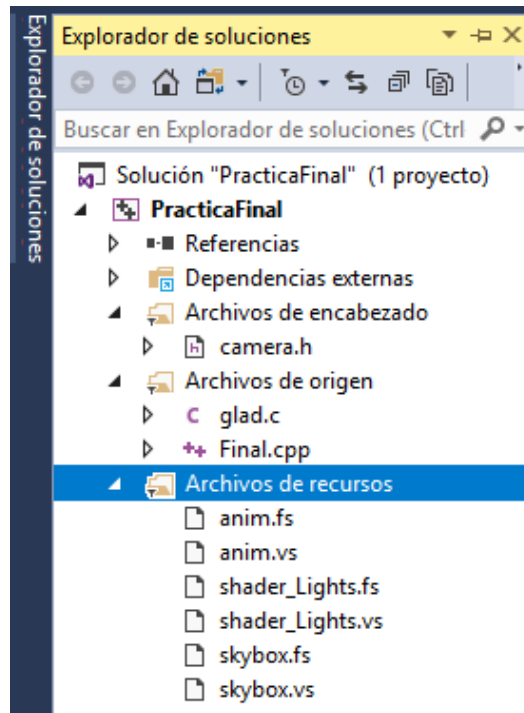 Explorador de soluciones
Explorador de soluciones
Buscar en Explorador de soluciones (Ctrl
Solución "PracticaFinal" (1 proyecto)
PracticaFinal
Referencias
Dependencias externas
Archivos de encabezado
camera.h
Archivos de origen
glad.c
Final.cpp
Archivos de recursos
anim.fs
anim.vs
shader_Lights.fs
shader_Lights.vs
skybox.fs
skybox.vs